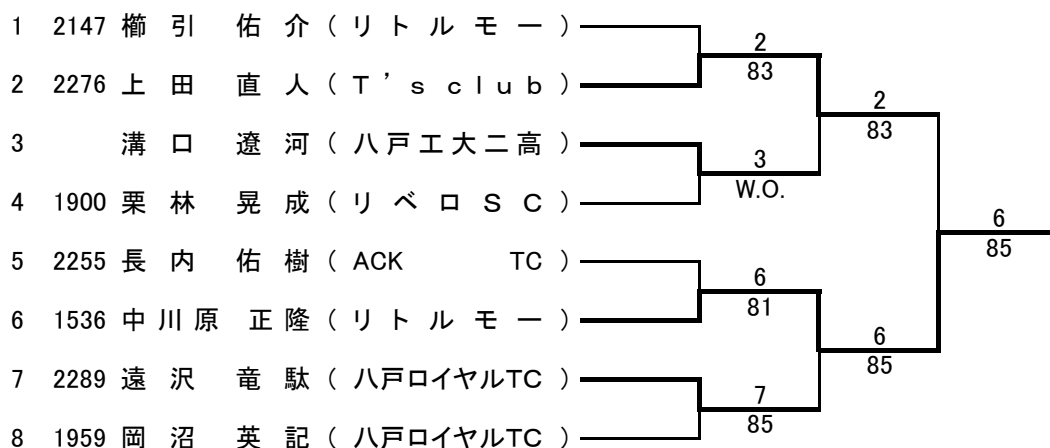 1 2147 櫛引 佑介 (リトルモー)
2 2276 上田 直人 (T's club)
3 溝口 遼河 (八戸工大二高)
4 1900 栗林 晃成 (リベロSC)
5 2255 長内 佑樹 (ACK TC)
6 1536 中川原 正隆 (リトルモー)
7 2289 遠沢 竜駄 (八戸ロイヤルTC)
8 1959 岡沼 英記 (八戸ロイヤルTC)
2
83
3
W.O.
6
81
7
85
2
83
6
85
6
85